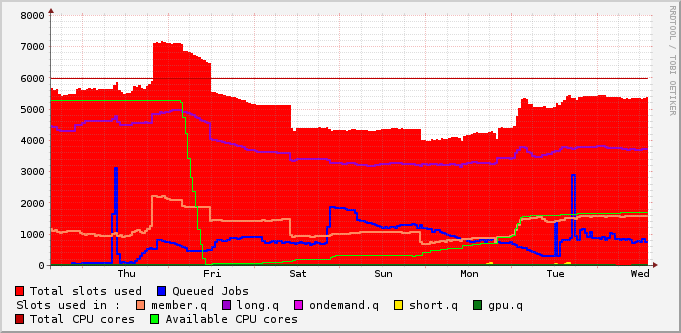 8000
7000
6000
5000
4000
3000
2000
1000
0
Thu Fri Sat Sun Mon Tue Wed
Total slots used Queued Jobs
Slots used in : member.q long.q ondemand.q short.q gpu.q
Total CPU cores Available CPU cores
RRDTOOL / TOBI OETIKER